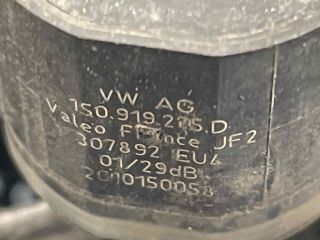 VW AG
1S0.919.275.D
Valeo France JF2
307892 EU4
01/29dB
2010150058